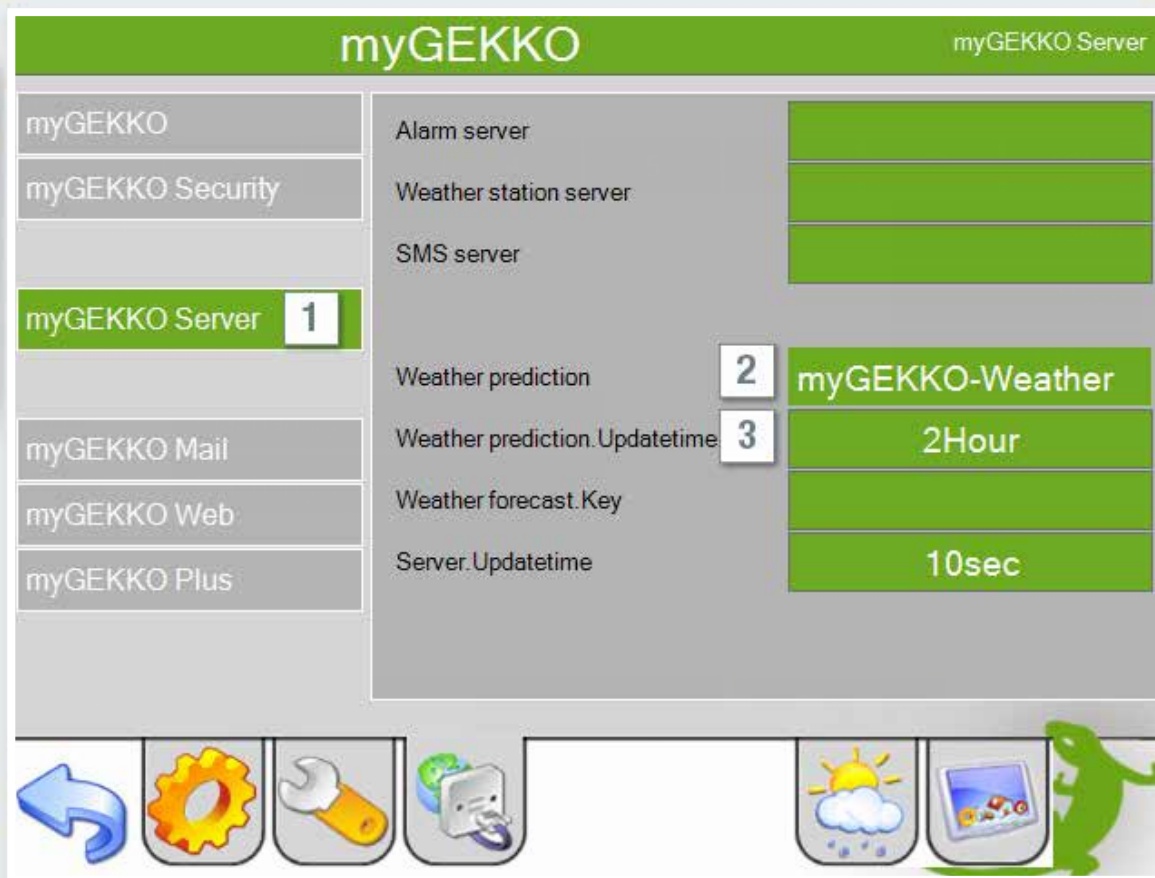 myGEKKO
myGEKKO Server
myGEKKO
myGEKKO Security
myGEKKO Server 1
myGEKKO Mail
myGEKKO Web
myGEKKO Plus
Alarm server
Weather station server
SMS server
Weather prediction 2 myGEKKO-Weather
Weather prediction.Updatetime 3 2Hour
Weather forecast.Key
Server.Updatetime 10sec